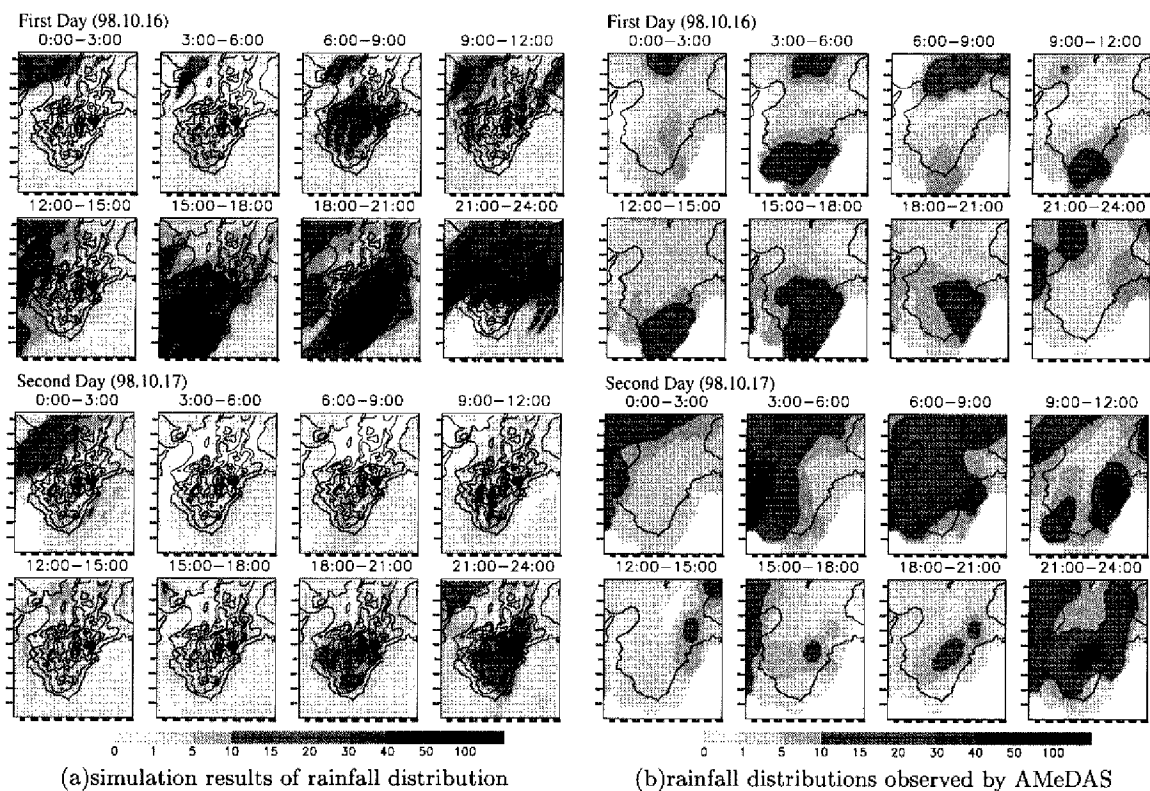 First Day (98.10.16)
0:00-3:00 3:00-6:00 6:00-9:00 9:00-12:00
12:00-15:00 15:00-18:00 18:00-21:00 21:00-24:00
Second Day (98.10.17)
0:00-3:00 3:00-6:00 6:00-9:00 9:00-12:00
12:00-15:00 15:00-18:00 18:00-21:00 21:00-24:00
0 1 5 10 15 20 30 40 50 100
(a)simulation results of rainfall distribution
First Day (98.10.16)
0:00-3:00 3:00-6:00 6:00-9:00 9:00-12:00
12:00-15:00 15:00-18:00 18:00-21:00 21:00-24:00
Second Day (98.10.17)
0:00-3:00 3:00-6:00 6:00-9:00 9:00-12:00
12:00-15:00 15:00-18:00 18:00-21:00 21:00-24:00
0 1 5 10 15 20 30 50 100
(b)rainfall distributions observed by AMeDAS